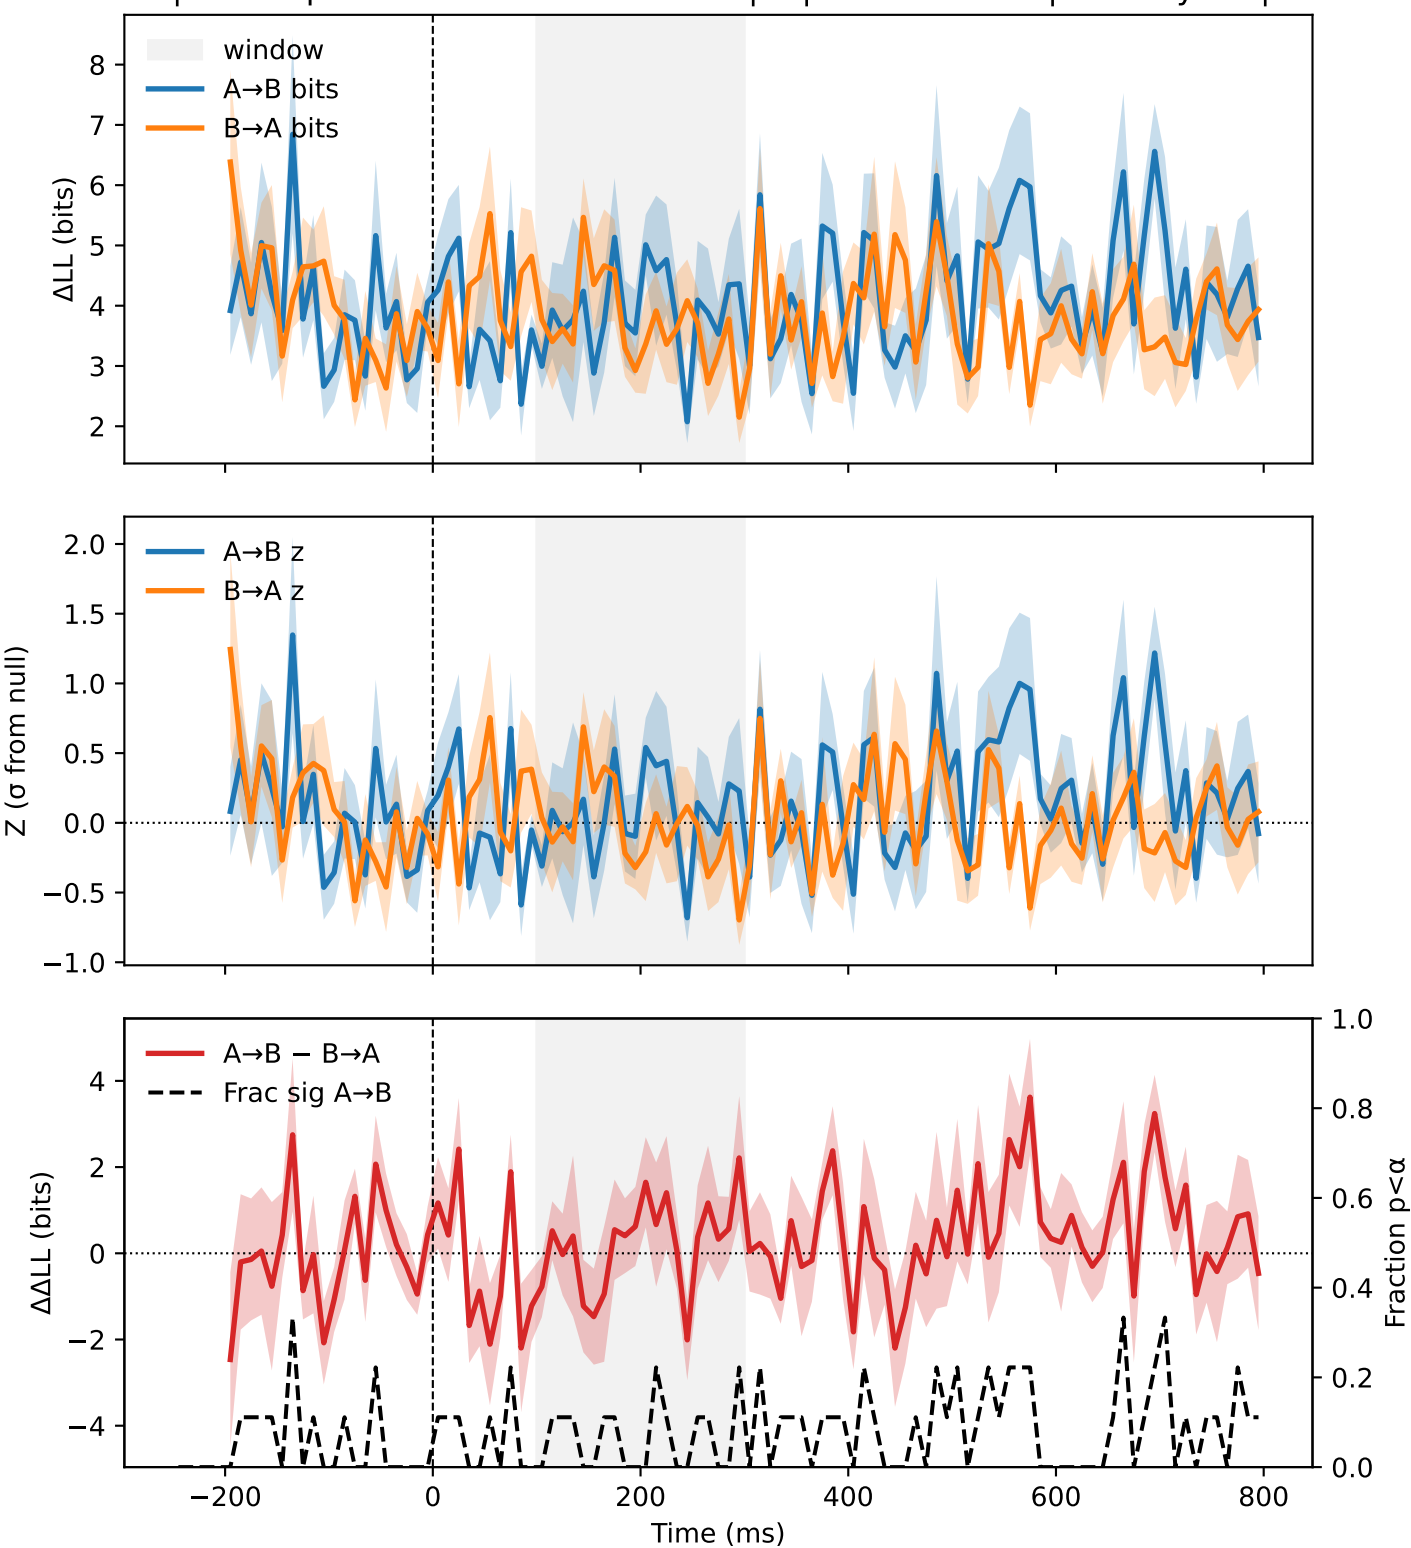 window
A→B bits
B→A bits
8
7
6
5
4
3
2
ΔLL (bits)
A→B z
B→A z
2.0
1.5
1.0
0.5
0.0
−0.5
−1.0
Z (σ from null)
A→B − B→A
Frac sig A→B
4
2
0
−2
−4
ΔΔLL (bits)
1.0
0.8
0.6
0.4
0.2
0.0
Fraction p<α
−200 0 200 400 600 800
Time (ms)